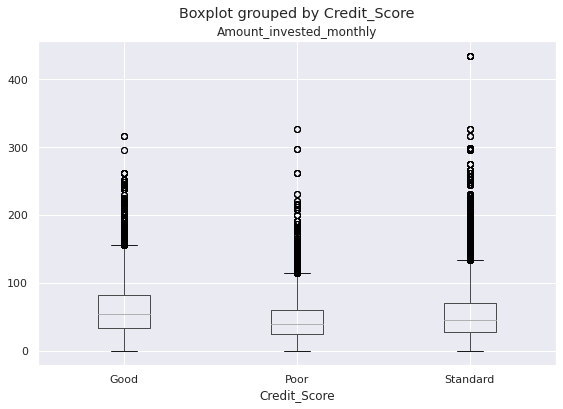 Boxplot grouped by Credit_Score
Amount_invested_monthly
400
300
200
100
0
Good Poor Standard
Credit_Score